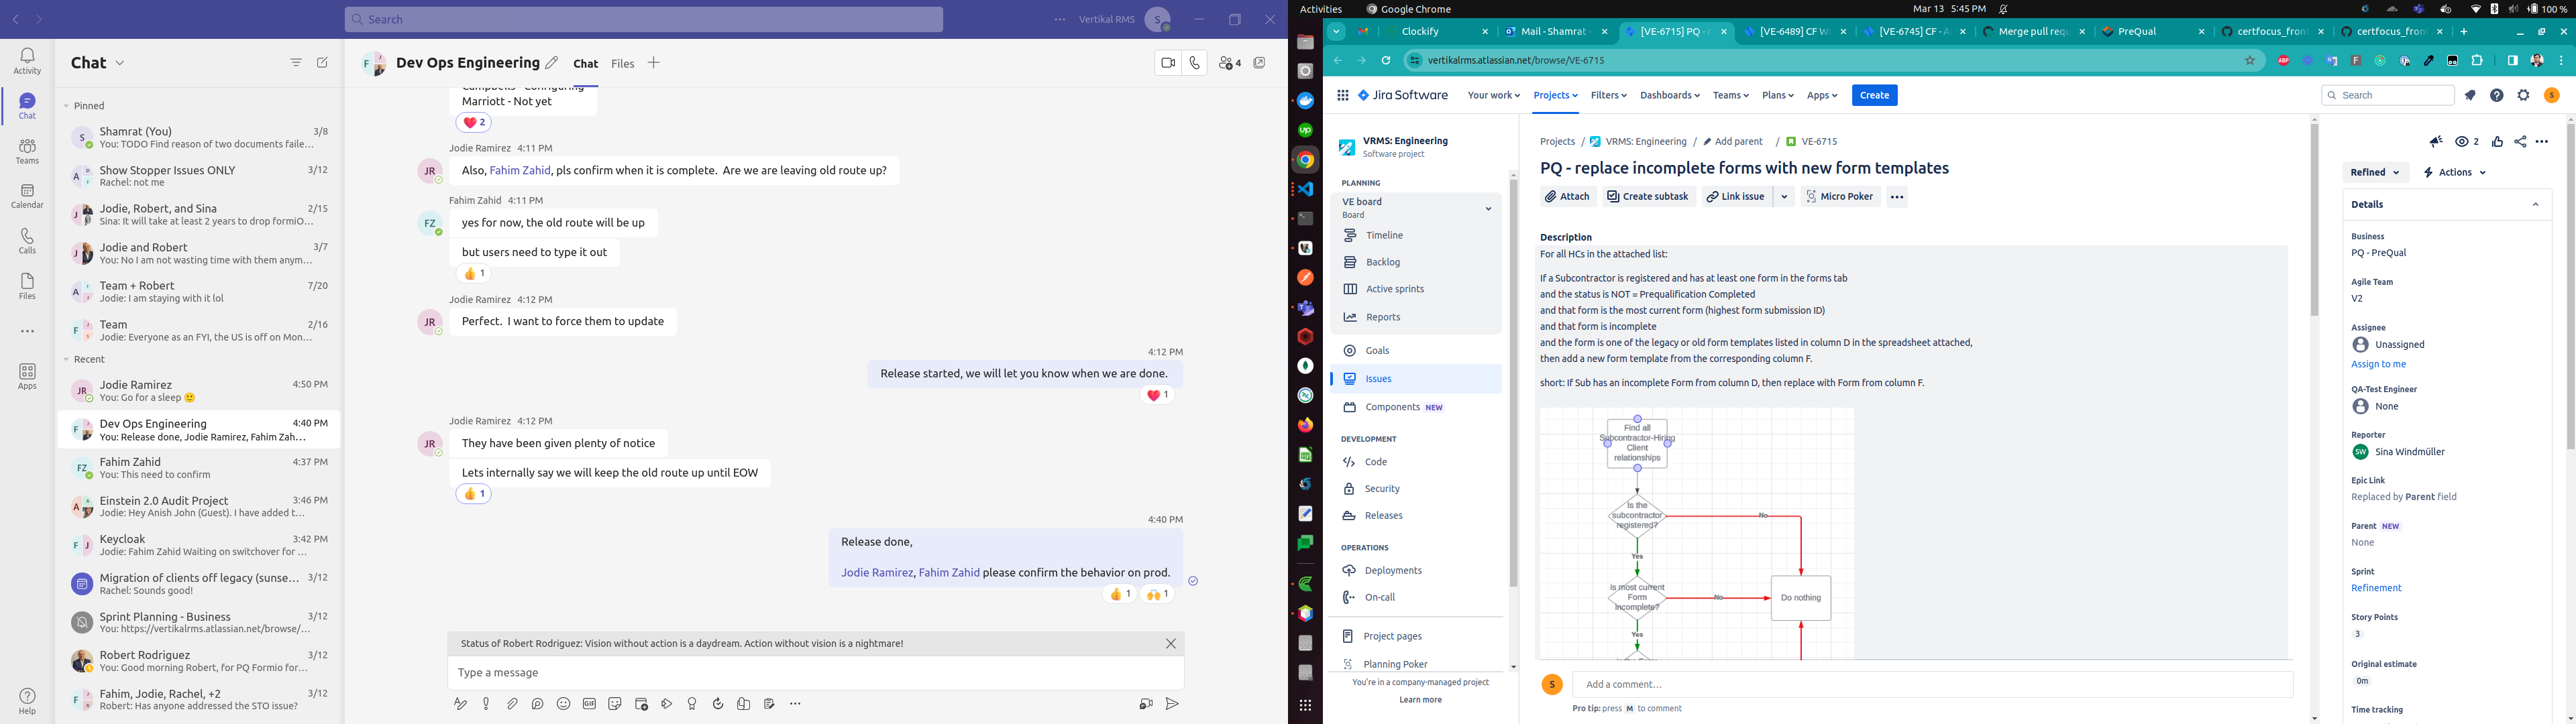 Search
Vertikal RMS
S
Activity
Chat
Teams
Calendar
Calls
Files
Apps
Help
Chat
Pinned
Shamrat (You) 3/8
You: TODO Find reason of two documents faile...
Show Stopper Issues ONLY 3/12
Rachel: not me
Jodie, Robert, and Sina 2/15
Sina: It will take at least 2 years to drop formiO...
Jodie and Robert 3/7
You: No I am not wasting time with them anym...
Team + Robert 7/20
Jodie: I am staying with it lol
Team 2/16
Jodie: Everyone as an FYI, the US is off on Mon...
Recent
Jodie Ramirez 4:50 PM
You: Go for a sleep 🙂
Dev Ops Engineering 4:40 PM
You: Release done, Jodie Ramirez, Fahim Zah...
Fahim Zahid 4:37 PM
You: This need to confirm
Einstein 2.0 Audit Project 3:46 PM
Jodie: Hey Anish John (Guest). I have added t...
Keycloak 3:42 PM
Jodie: Fahim Zahid Waiting on switchover for ...
Migration of clients off legacy (sunse... 3/12
Rachel: Sounds good!
Sprint Planning - Business 3/12
You: https://vertikalrms.atlassian.net/browse/...
Robert Rodriguez 3/12
You: Good morning Robert, for PQ Formio for...
Fahim, Jodie, Rachel, +2 3/12
Robert: Has anyone addressed the STO issue?
Dev Ops Engineering Chat Files 4
Campbells - Configuring
Marriott - Not yet
2
Jodie Ramirez 4:11 PM
JR
Also, Fahim Zahid, pls confirm when it is complete. Are we are leaving old route up?
Fahim Zahid 4:11 PM
FZ
yes for now, the old route will be up
but users need to type it out
1
Jodie Ramirez 4:12 PM
JR
Perfect. I want to force them to update
4:12 PM
Release started, we will let you know when we are done.
1
Jodie Ramirez 4:12 PM
JR
They have been given plenty of notice
Lets internally say we will keep the old route up until EOW
1
4:40 PM
Release done,
Jodie Ramirez, Fahim Zahid please confirm the behavior on prod.
1 1
Status of Robert Rodriguez: Vision without action is a daydream. Action without vision is a nightmare!
Type a message
Activities Google Chrome Mar 13 5:45 PM 100 %
Clockify
Mail - Shamrat -
[VE-6715] PQ -
[VE-6489] CF W
[VE-6745] CF - A
Merge pull requ
PreQual
certfocus_fron
certfocus_fron
vertikalrms.atlassian.net/browse/VE-6715
Jira Software Your work Projects Filters Dashboards Teams Plans Apps Create Search
VRMS: Engineering
Software project
PLANNING
VE board
Board
Timeline
Backlog
Active sprints
Reports
Goals
Issues
Components NEW
DEVELOPMENT
Code
Security
Releases
OPERATIONS
Deployments
On-call
Project pages
Planning Poker
You're in a company-managed project
Learn more
Projects / VRMS: Engineering / Add parent / VE-6715
PQ - replace incomplete forms with new form templates
Attach Create subtask Link issue Micro Poker
Description
For all HCs in the attached list:
If a Subcontractor is registered and has at least one form in the forms tab
and the status is NOT = Prequalification Completed
and that form is the most current form (highest form submission ID)
and that form is incomplete
and the form is one of the legacy or old form templates listed in column D in the spreadsheet attached,
then add a new form template from the corresponding column F.
short: If Sub has an incomplete Form from column D, then replace with Form from column F.
Find all
Subcontractor-Hiring
Client
relationships
Is the
subcontractor
registered?
No
Yes
is most current
Form
incomplete?
No
Do nothing
Yes
S
Add a comment...
Pro tip: press M to comment
2
Refined Actions
Details
Business
PQ - PreQual
Agile Team
V2
Assignee
Unassigned
Assign to me
QA-Test Engineer
None
Reporter
SW Sina Windmüller
Epic Link
Replaced by Parent field
Parent NEW
None
Sprint
Refinement
Story Points
3
Original estimate
0m
Time tracking